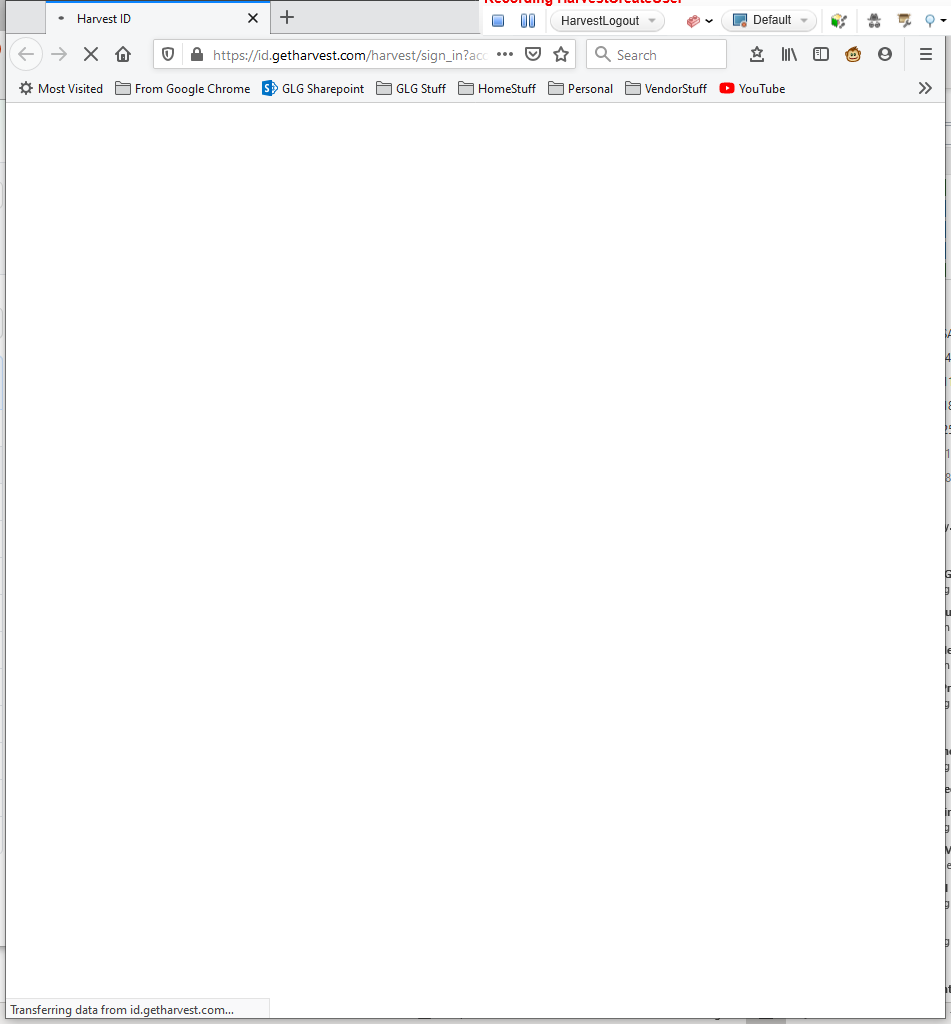 Recording HarvestCreateUser
Harvest ID
HarvestLogout
Default
https://id.getharvest.com/harvest/sign_in?acc
Search
Most Visited
From Google Chrome
GLG Sharepoint
GLG Stuff
HomeStuff
Personal
VendorStuff
YouTube
Transferring data from id.getharvest.com...